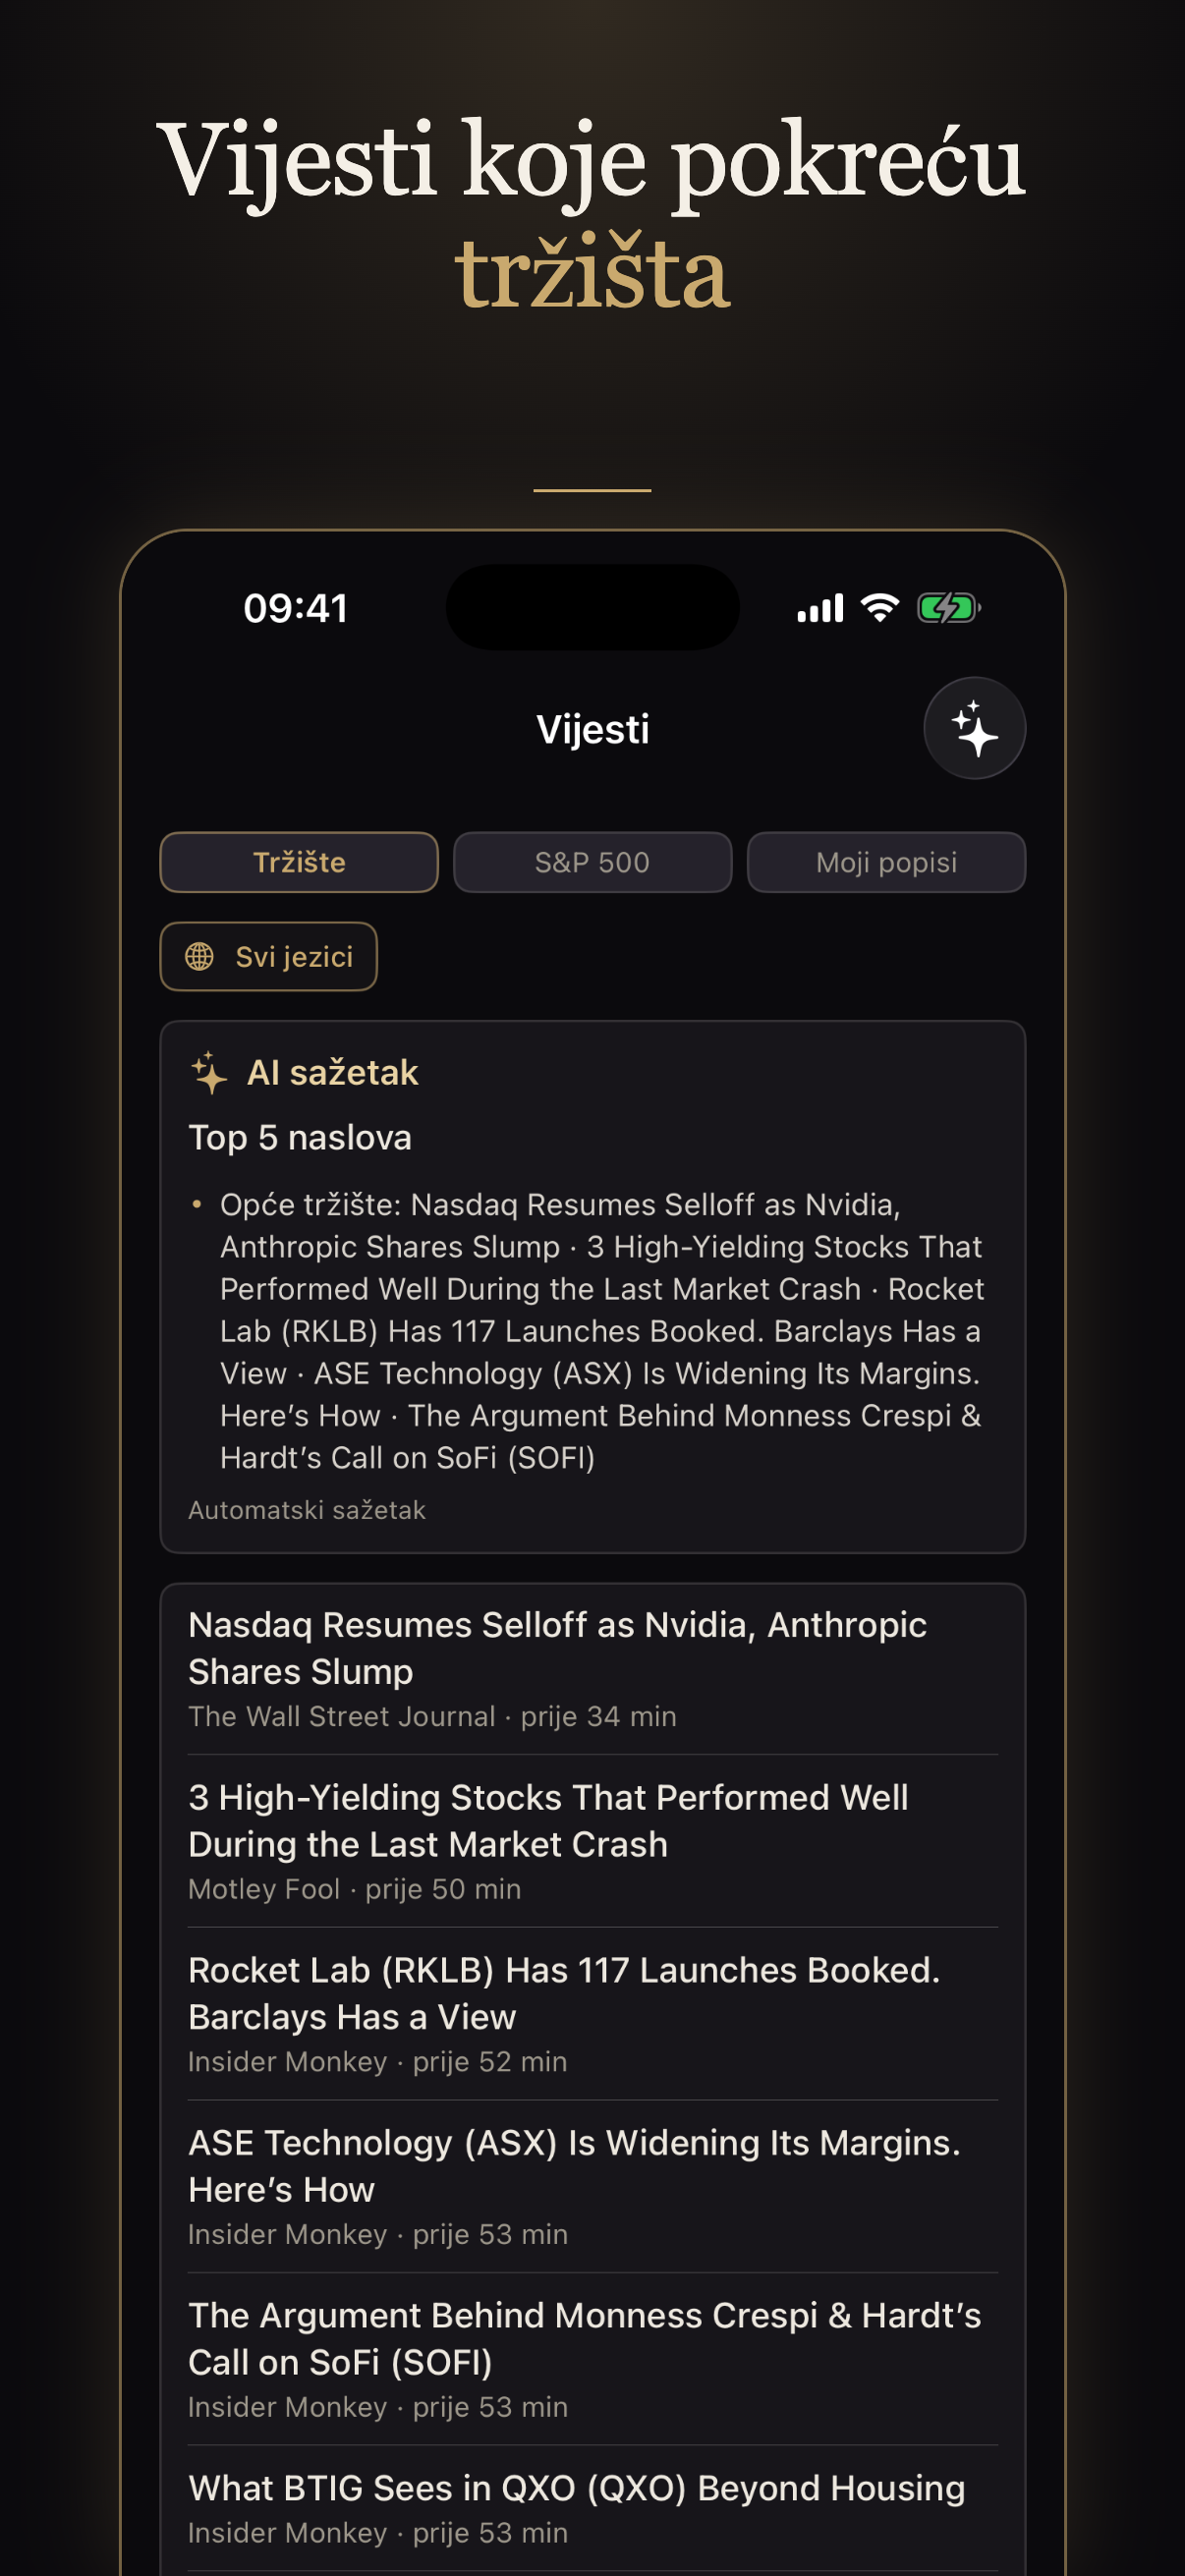 Vijesti koje pokreću
tržišta
09:41
Vijesti
Tržište
S&P 500
Moji popisi
Svi jezici
AI sažetak
Top 5 naslova
• Opće tržište: Nasdaq Resumes Selloff as Nvidia,
Anthropic Shares Slump · 3 High-Yielding Stocks That
Performed Well During the Last Market Crash · Rocket
Lab (RKLB) Has 117 Launches Booked. Barclays Has a
View · ASE Technology (ASX) Is Widening Its Margins.
Here’s How · The Argument Behind Monness Crespi &
Hardt’s Call on SoFi (SOFI)
Automatski sažetak
Nasdaq Resumes Selloff as Nvidia, Anthropic
Shares Slump
The Wall Street Journal · prije 34 min
3 High-Yielding Stocks That Performed Well
During the Last Market Crash
Motley Fool · prije 50 min
Rocket Lab (RKLB) Has 117 Launches Booked.
Barclays Has a View
Insider Monkey · prije 52 min
ASE Technology (ASX) Is Widening Its Margins.
Here’s How
Insider Monkey · prije 53 min
The Argument Behind Monness Crespi & Hardt’s
Call on SoFi (SOFI)
Insider Monkey · prije 53 min
What BTIG Sees in QXO (QXO) Beyond Housing
Insider Monkey · prije 53 min